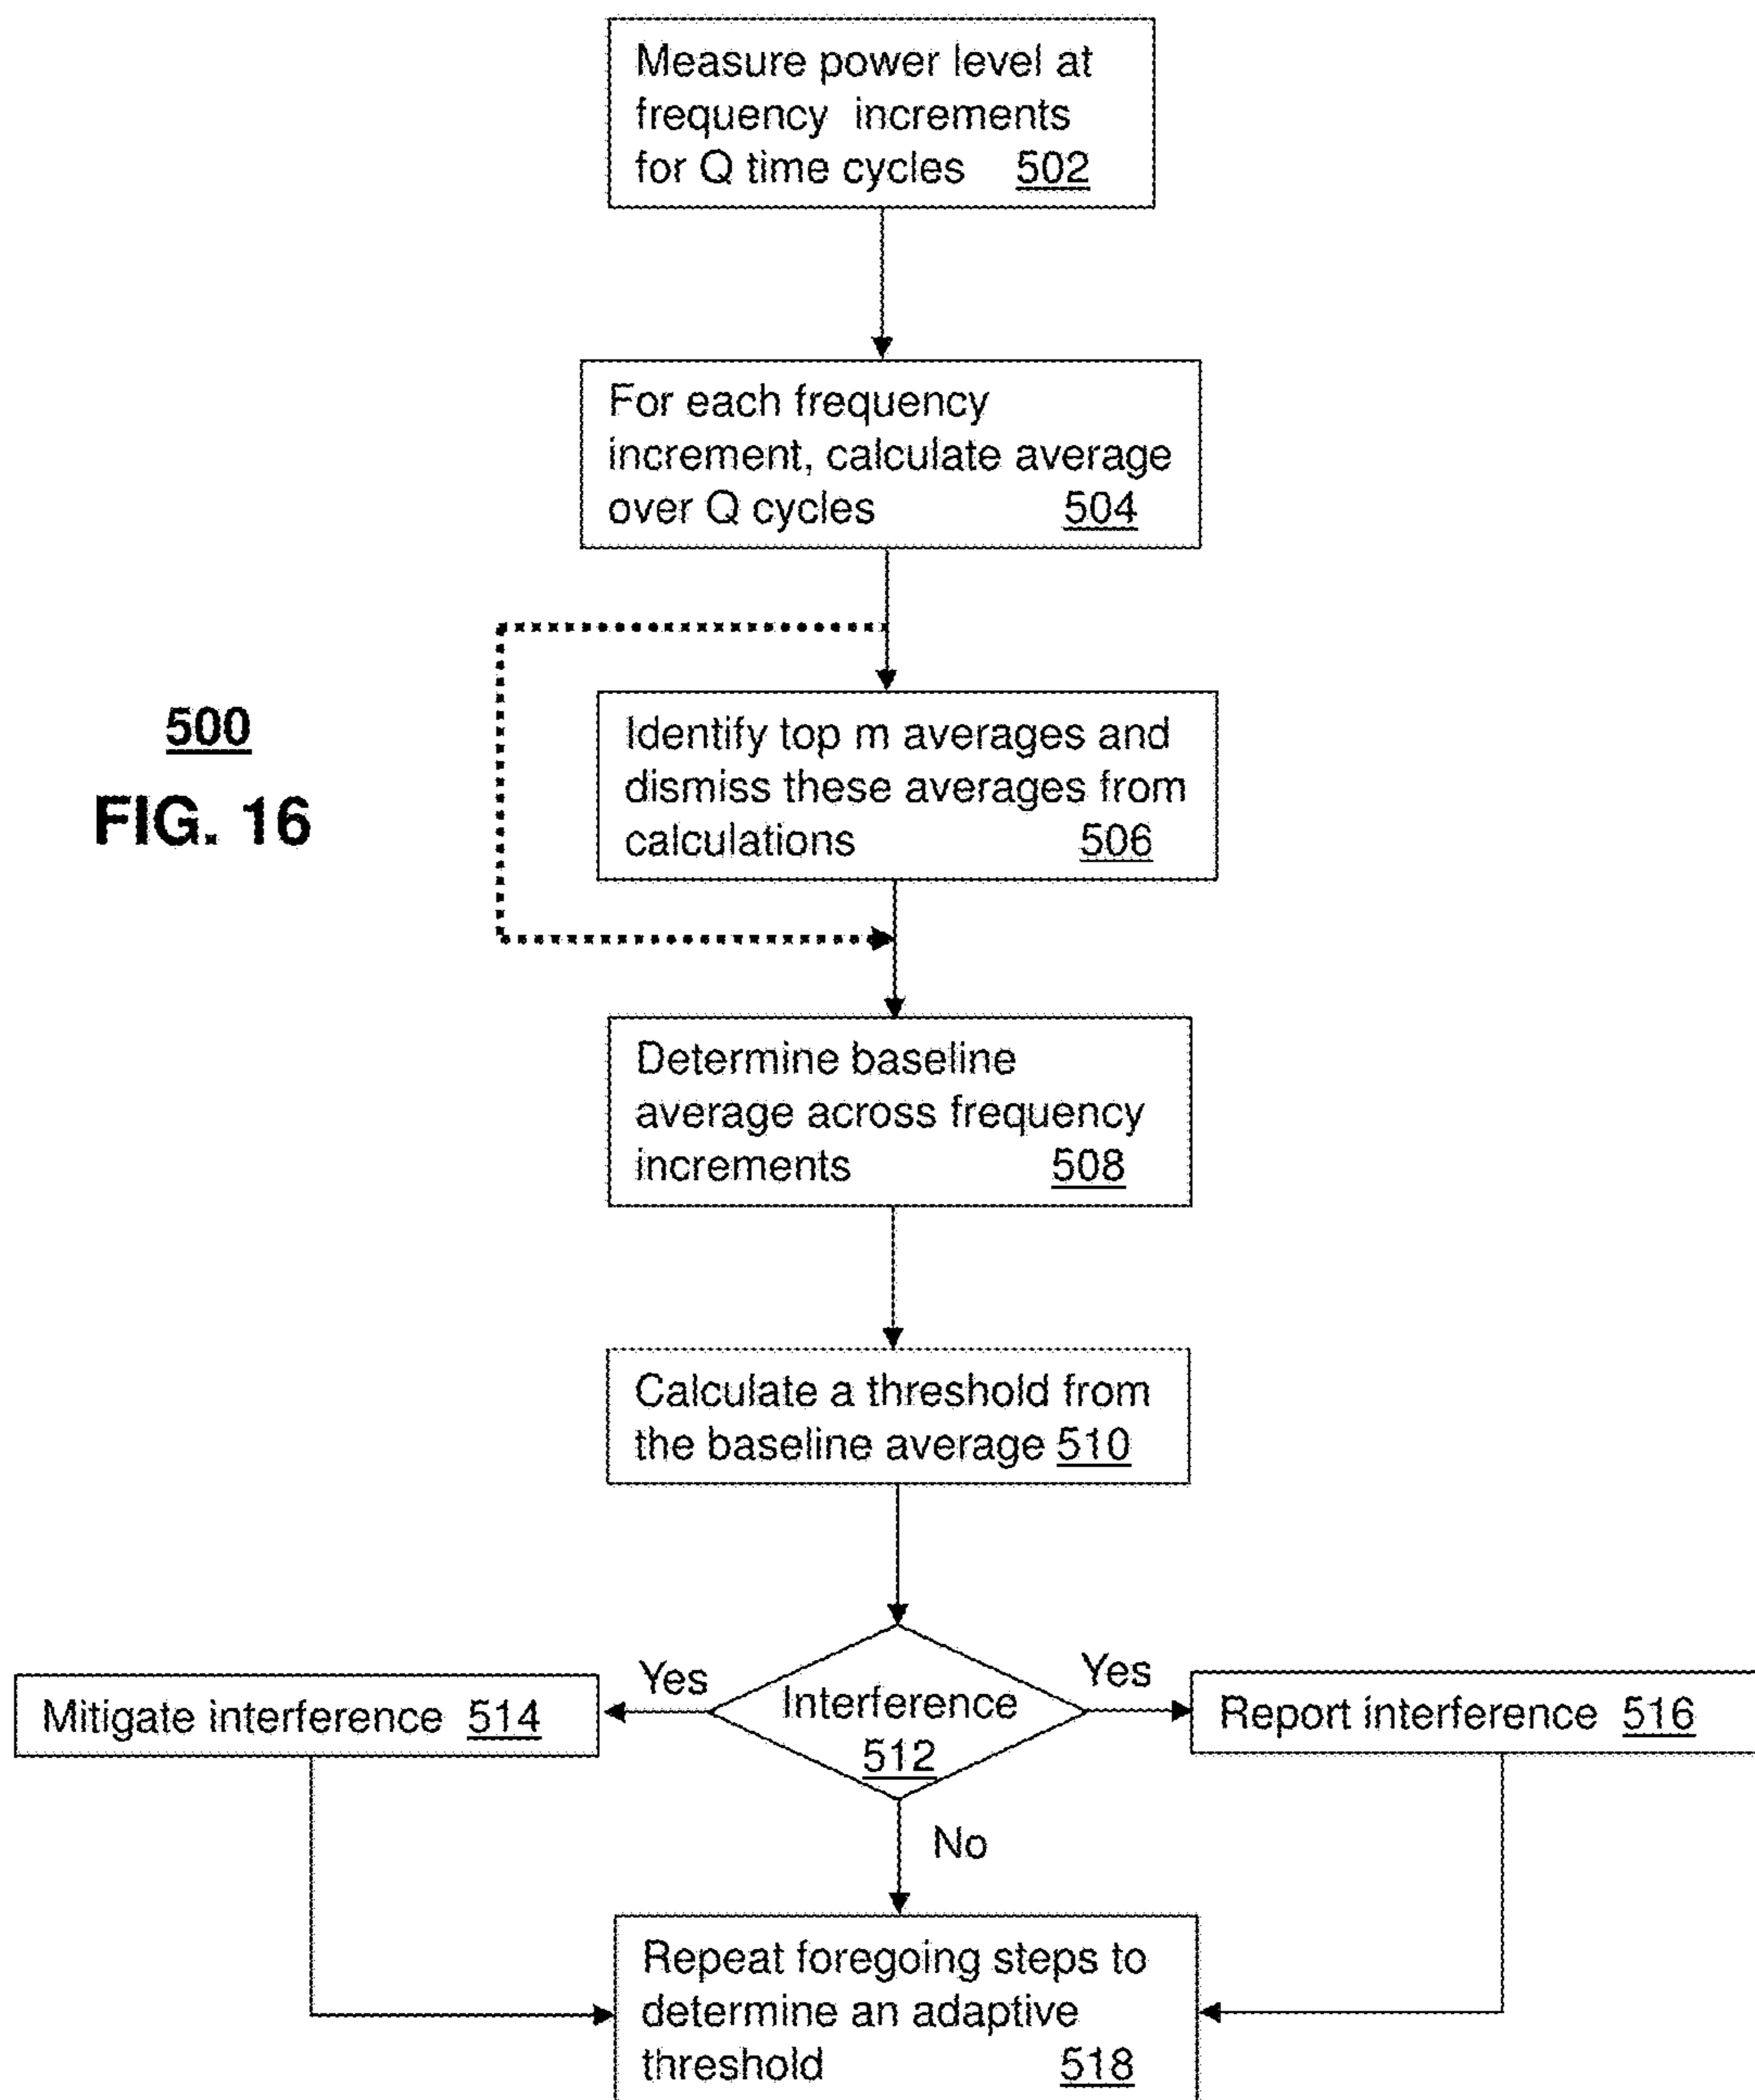 Measure power level at
frequency increments
for Q time cycles 502
For each frequency
increment, calculate average
over Q cycles 504
500
FIG. 16
Identify top m averages and
dismiss these averages from
calculations 506
Determine baseline
average across frequency
increments 508
Calculate a threshold from
the baseline average 510
Yes
Yes
Mitigate interference 514
Interference
512
Report interference 516
No
Repeat foregoing steps to
determine an adaptive
threshold 518